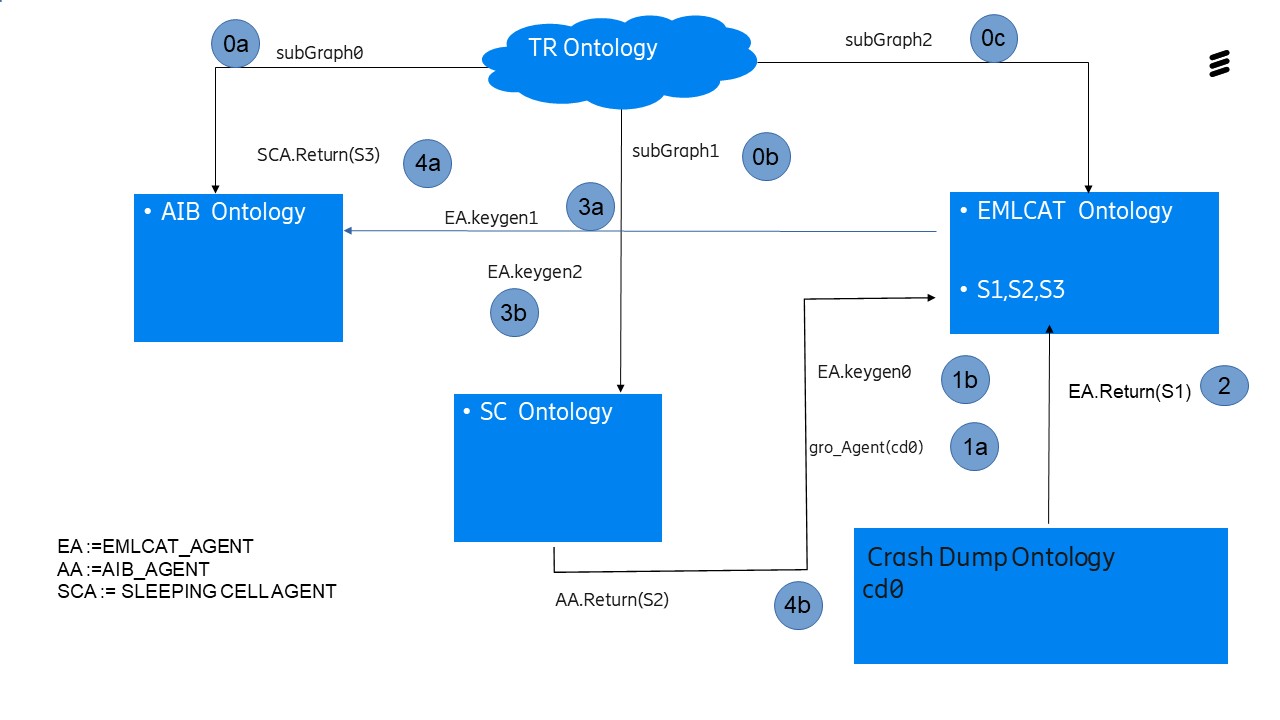 TR Ontology
0a
subGraph0
subGraph2
0c
SCA.Return(S3)
4a
subGraph1
0b
• AIB Ontology
EA.keygen1
3a
• EMLCAT Ontology
• S1,S2,S3
EA.keygen2
3b
EA.keygen0
1b
EA.Return(S1)
2
• SC Ontology
gro_Agent(cd0)
1a
EA :=EMLCAT_AGENT
AA :=AIB_AGENT
SCA := SLEEPING CELL AGENT
AA.Return(S2)
4b
Crash Dump Ontology
cd0